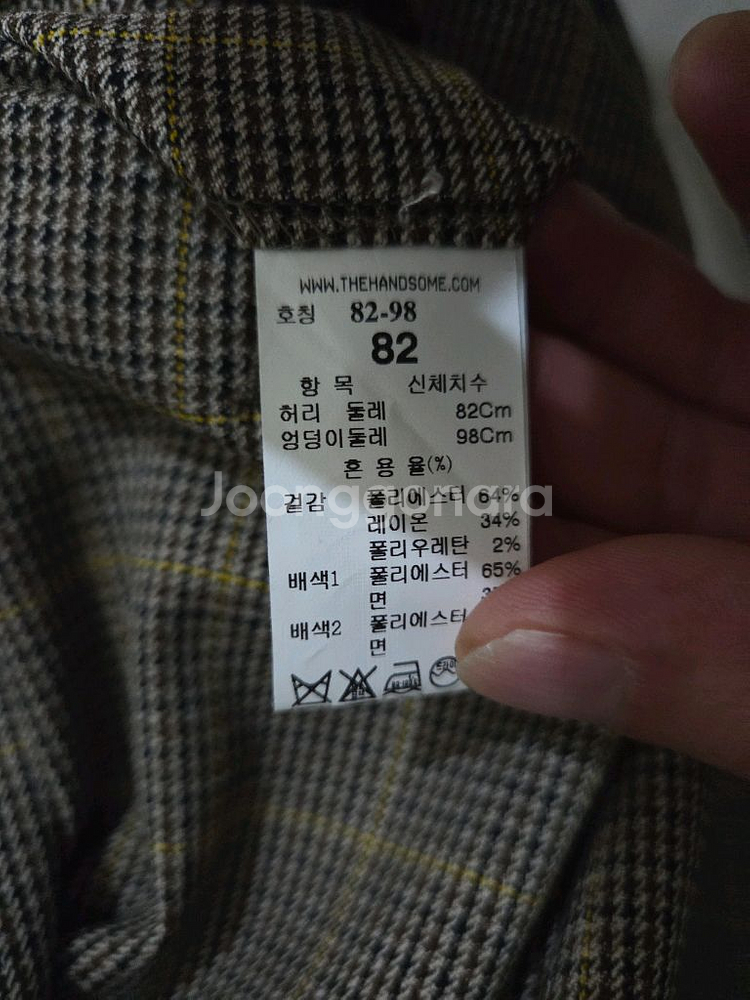 WWW.THEHANDSOME.COM
호칭 82-98
82
항 목 신체치수
허리 둘레 82Cm
엉덩이둘레 98Cm
혼 용 율(%)
겉감 폴리에스터 64%
레이온 34%
폴리우레탄 2%
배색1 폴리에스터 65%
면
배색2 폴리에스터
면
Joonggonara